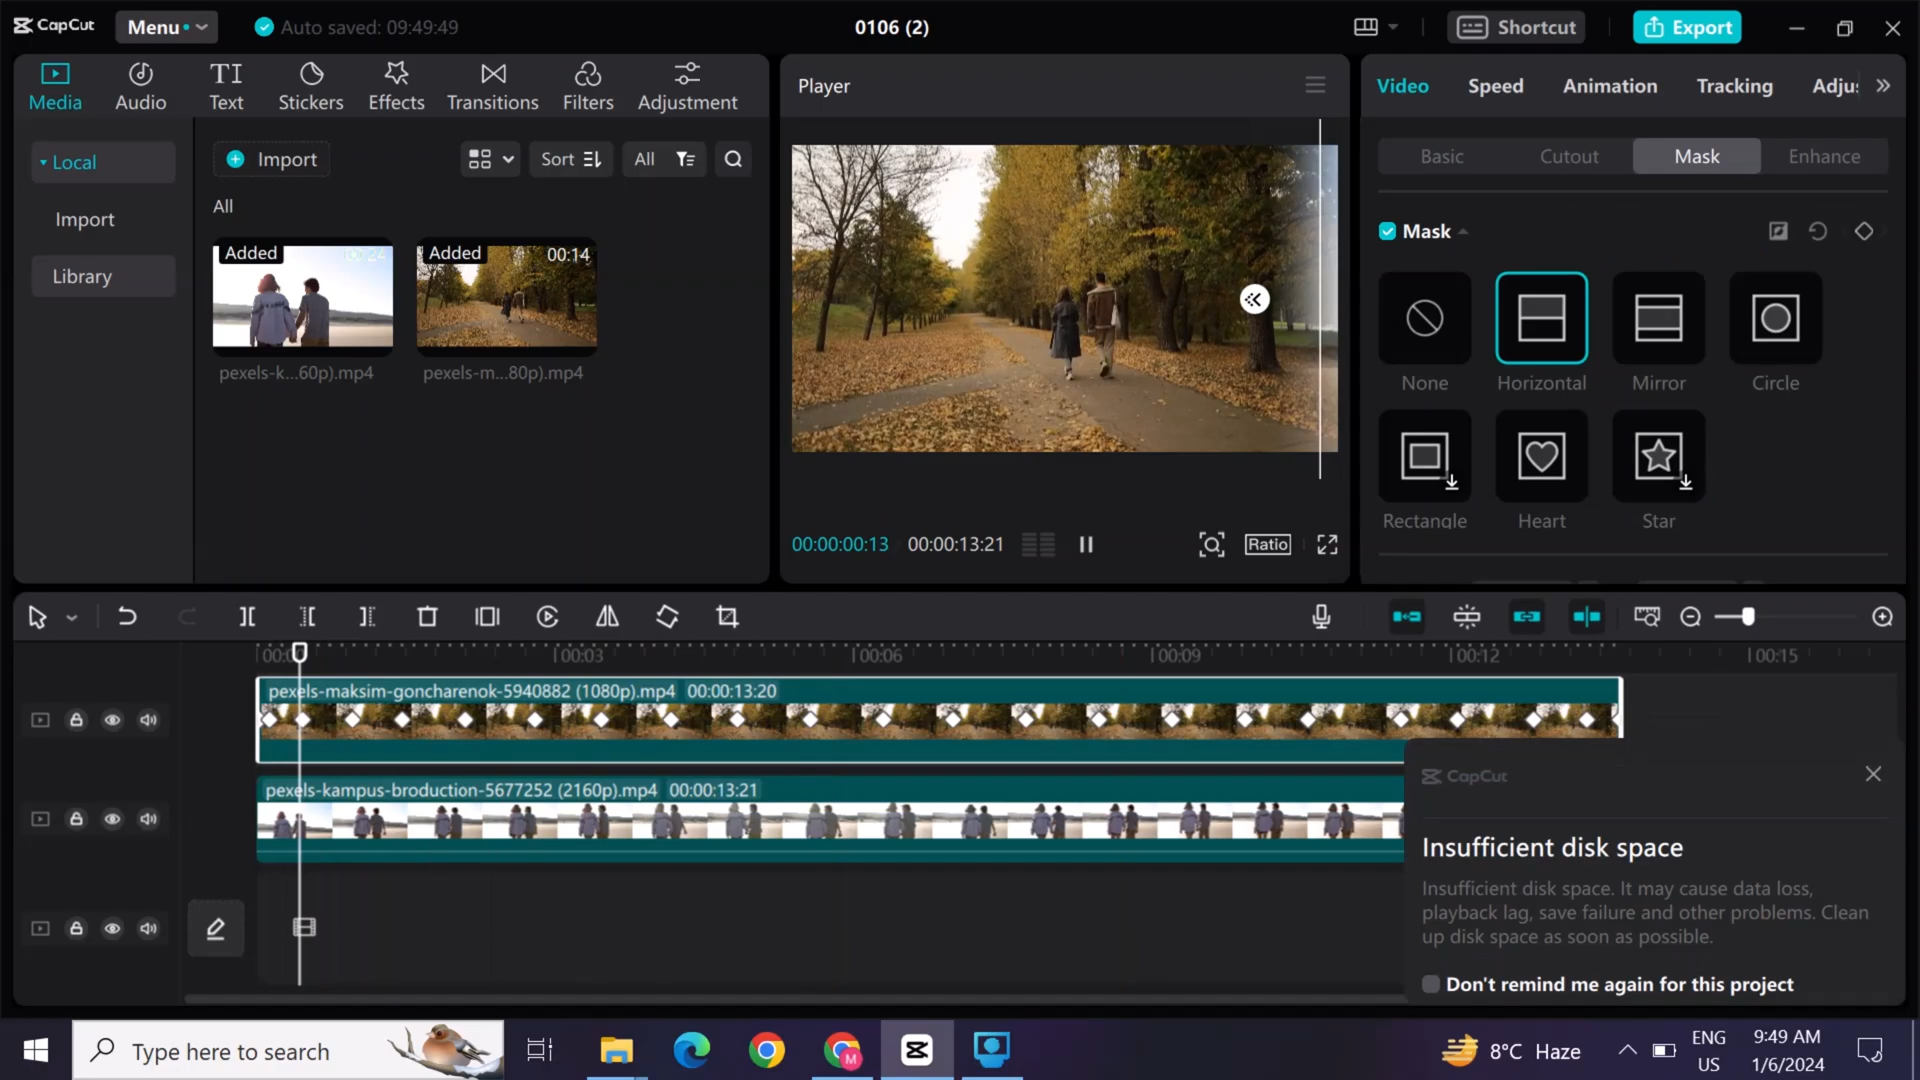 CapCut
Menu
Auto saved: 09:49:49
0106 (2)
Shortcut
Export
Media
Audio
TI
Text
Stickers
Effects
Transitions
Filters
Adjustment
Player
Video
Speed
Animation
Tracking
Adju
Local
Import
Library
Import
Sort
All
All
Added
Added
00:14
pexels-k...60p).mp4
pexels-m...80p).mp4
Basic
Cutout
Mask
Enhance
Mask
None
Horizontal
Mirror
Circle
Rectangle
Heart
Star
00:00:00:13
00:00:13:21
Ratio
00:03
00:06
00:09
00:12
00:15
pexels-maksim-goncharenok-5940882 (1080p).mp4 00:00:13:20
pexels-kampus-broduction-5677252 (2160p).mp4 00:00:13:21
CapCut
Insufficient disk space
Insufficient disk space. It may cause data loss,
playback lag, save failure and other problems. Clean
up disk space as soon as possible.
Don't remind me again for this project
Type here to search
M
8°C Haze
ENG
US
9:49 AM
1/6/2024